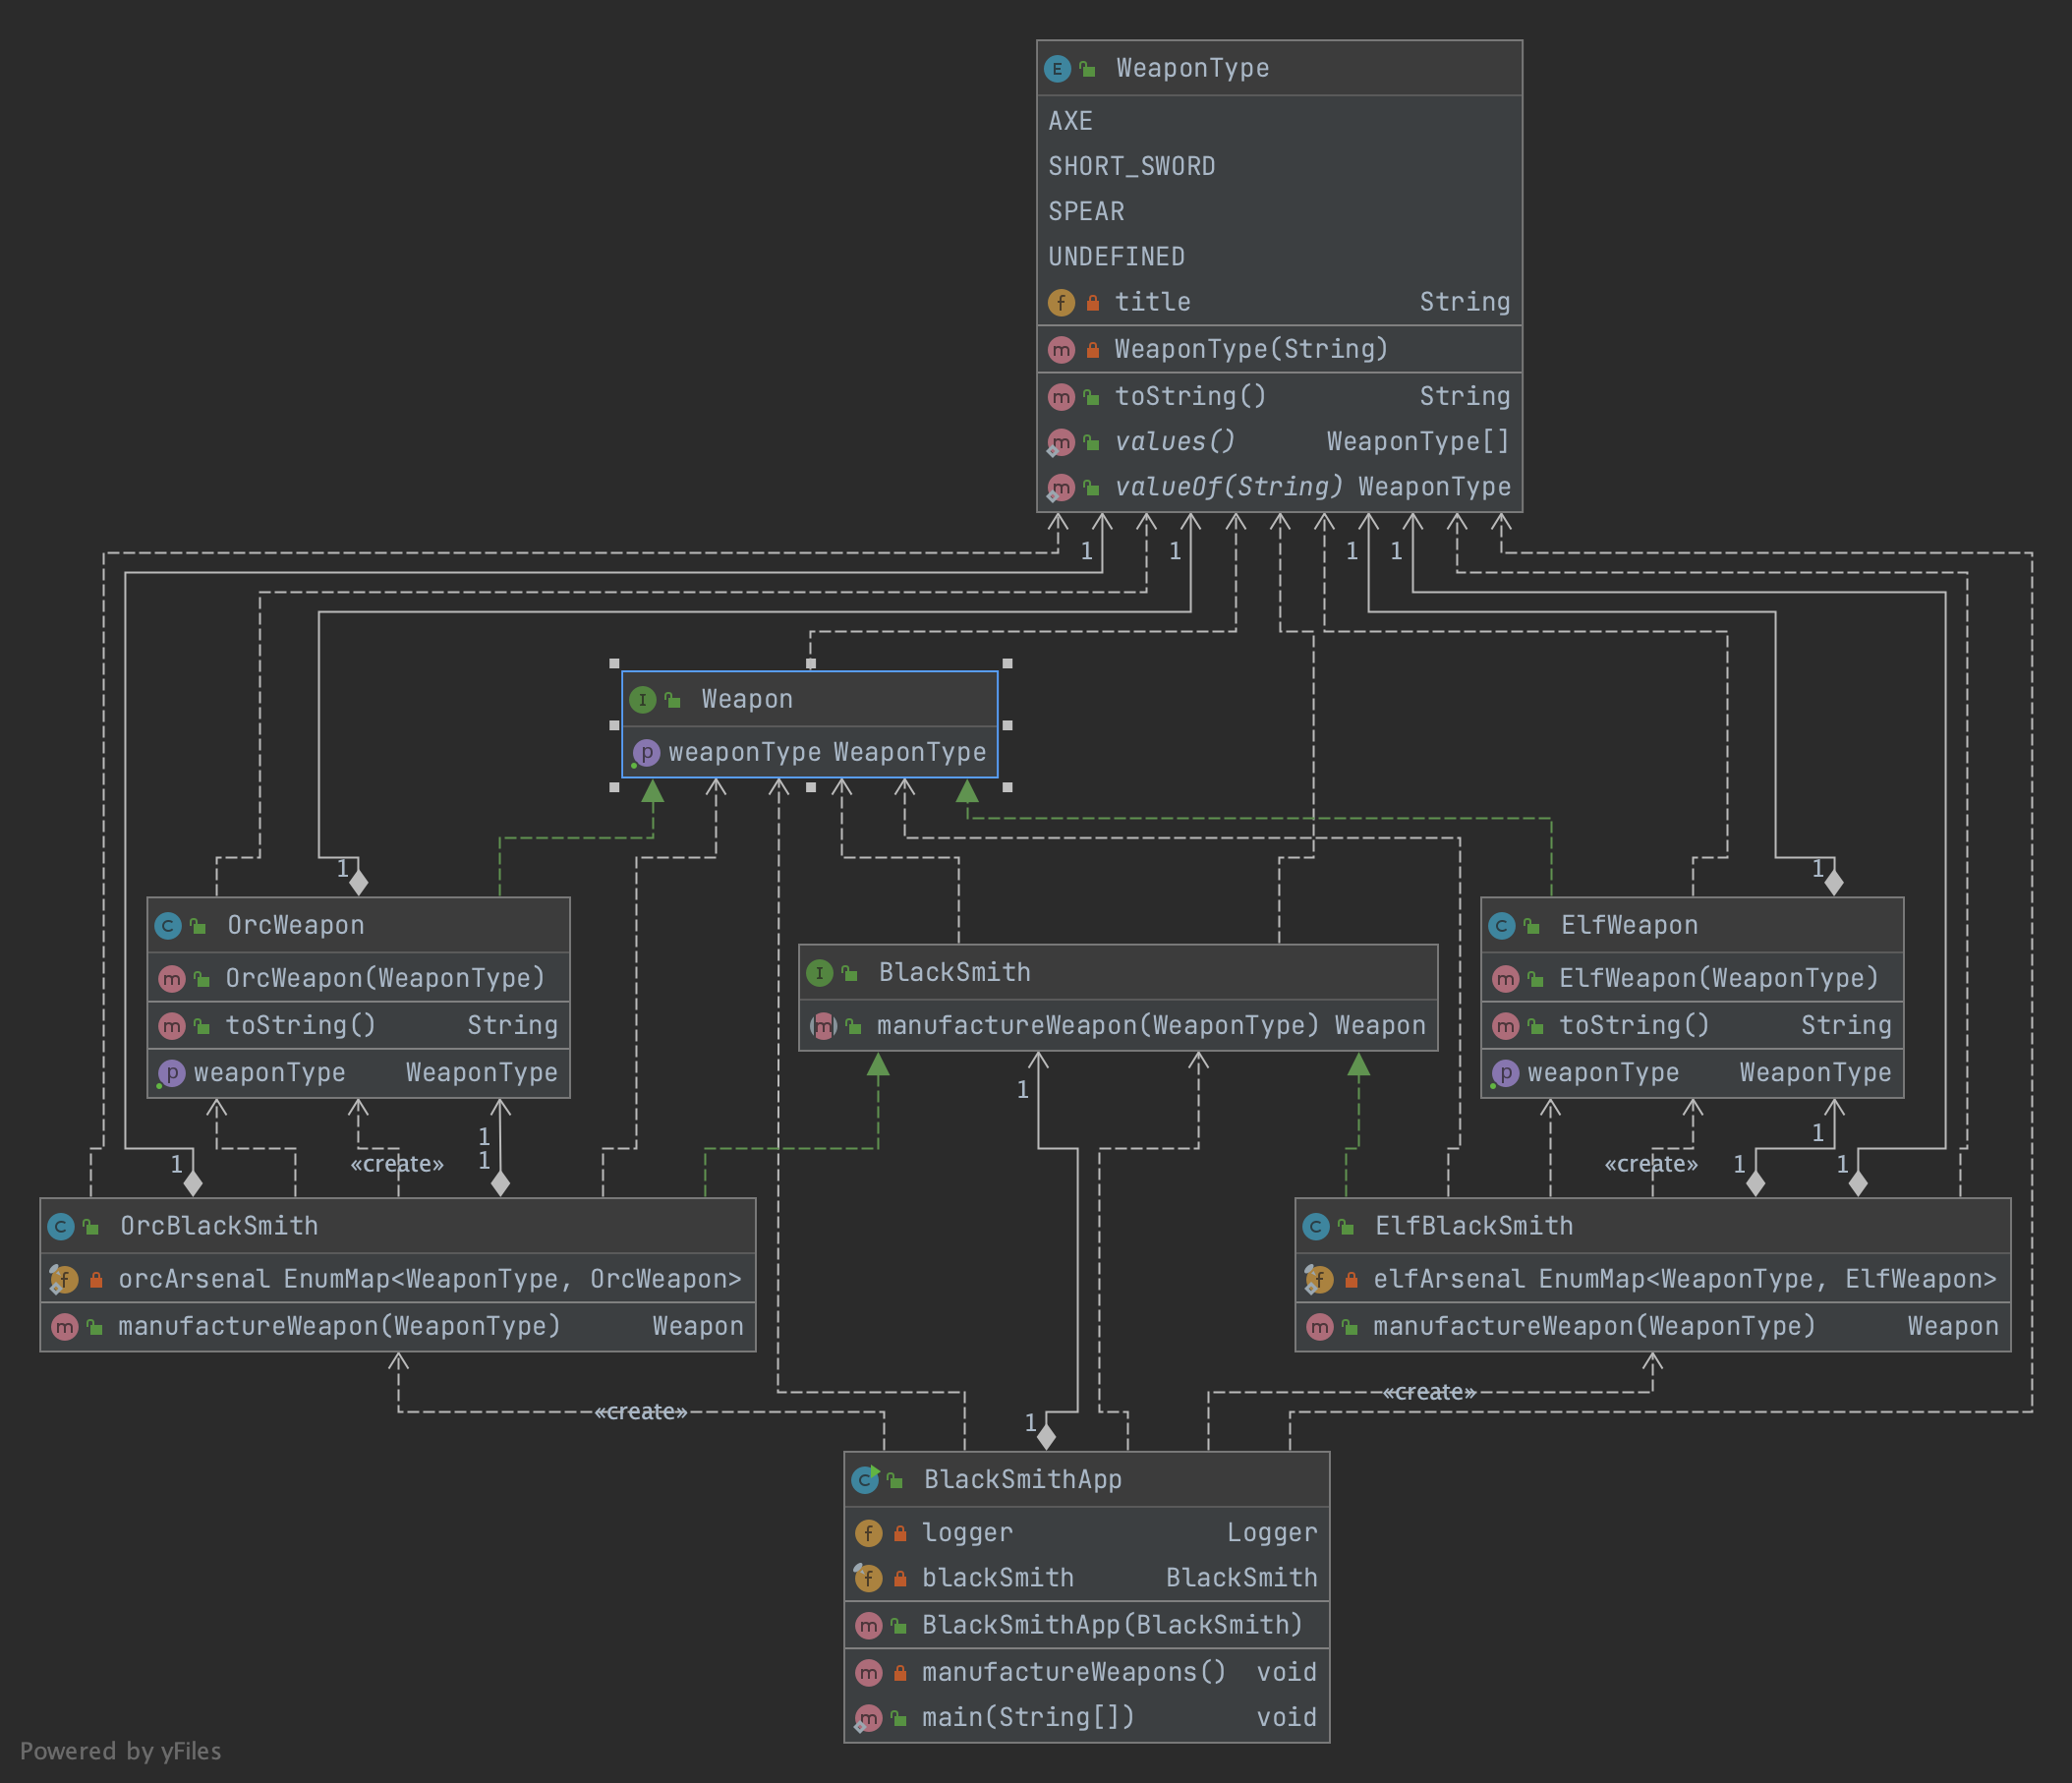 WeaponType
AXE
SHORT_SWORD
SPEAR
UNDEFINED
title String
WeaponType(String)
toString() String
values() WeaponType[]
valueOf(String) WeaponType
1 1 1 1
Weapon
weaponType WeaponType
1
1
OrcWeapon
OrcWeapon(WeaponType)
toString() String
weaponType WeaponType
BlackSmith
manufactureWeapon(WeaponType) Weapon
ElfWeapon
ElfWeapon(WeaponType)
toString() String
weaponType WeaponType
1
1
1
1 «create» 1
«create» 1 1
OrcBlackSmith
orcArsenal EnumMap<WeaponType, OrcWeapon>
manufactureWeapon(WeaponType) Weapon
ElfBlackSmith
elfArsenal EnumMap<WeaponType, ElfWeapon>
manufactureWeapon(WeaponType) Weapon
«create»
«create»
1
BlackSmithApp
logger Logger
blackSmith BlackSmith
BlackSmithApp(BlackSmith)
manufactureWeapons() void
main(String[]) void
Powered by yFiles